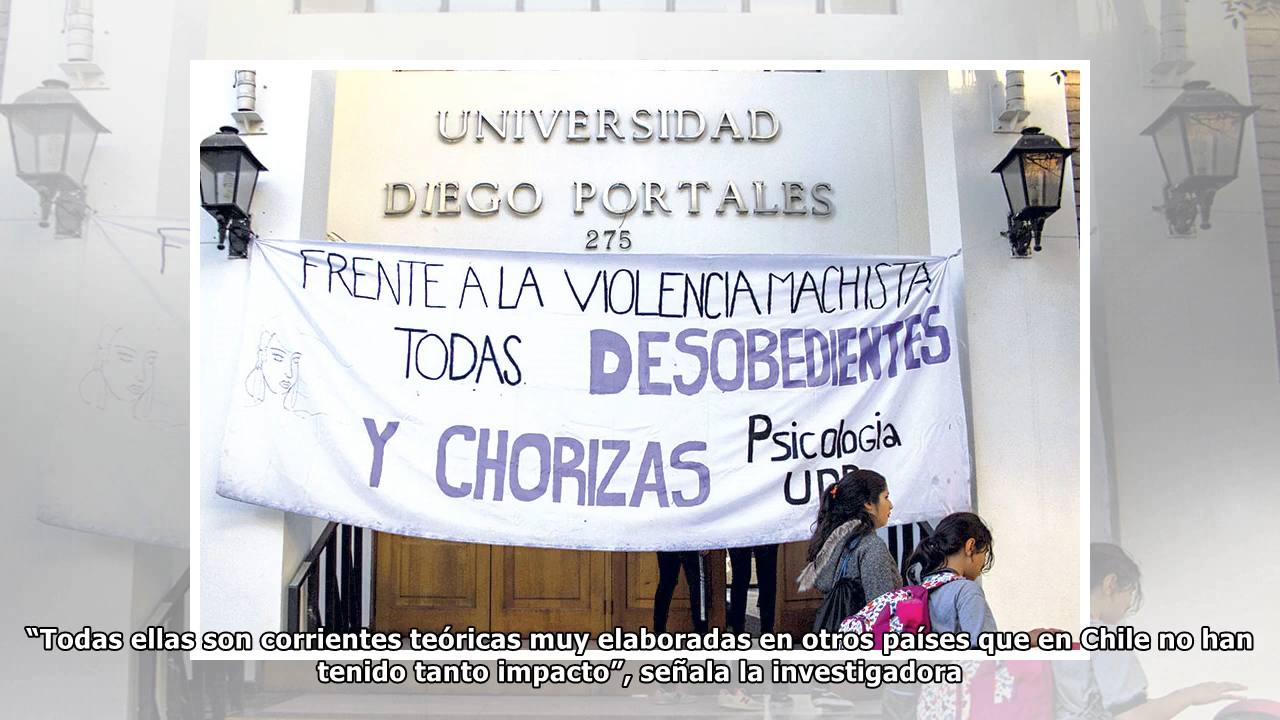 UNIVERSIDAD
DIEGO PORTALES
275
FRENTE A LA VIOLENCIA MACHISTA
TODAS DESOBEDIENTES
Y CHORIZAS
Psicologia
“Todas ellas son corrientes teóricas muy elaboradas en otros países que en Chile no han
tenido tanto impacto”, señala la investigadora